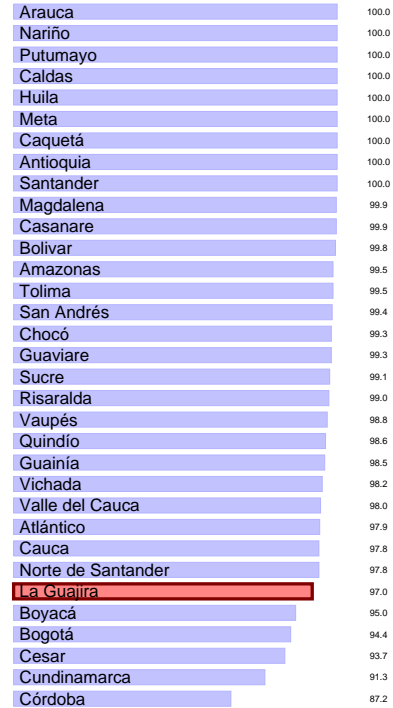 Arauca 100.0
Nariño 100.0
Putumayo 100.0
Caldas 100.0
Huila 100.0
Meta 100.0
Caquetá 100.0
Antioquia 100.0
Santander 100.0
Magdalena 99.9
Casanare 99.9
Bolivar 99.8
Amazonas 99.5
Tolima 99.5
San Andrés 99.4
Chocó 99.3
Guaviare 99.3
Sucre 99.1
Risaralda 99.0
Vaupés 98.8
Quindío 98.6
Guainía 98.5
Vichada 98.2
Valle del Cauca 98.0
Atlántico 97.9
Cauca 97.8
Norte de Santander 97.8
La Guajira 97.0
Boyacá 95.0
Bogotá 94.4
Cesar 93.7
Cundinamarca 91.3
Córdoba 87.2